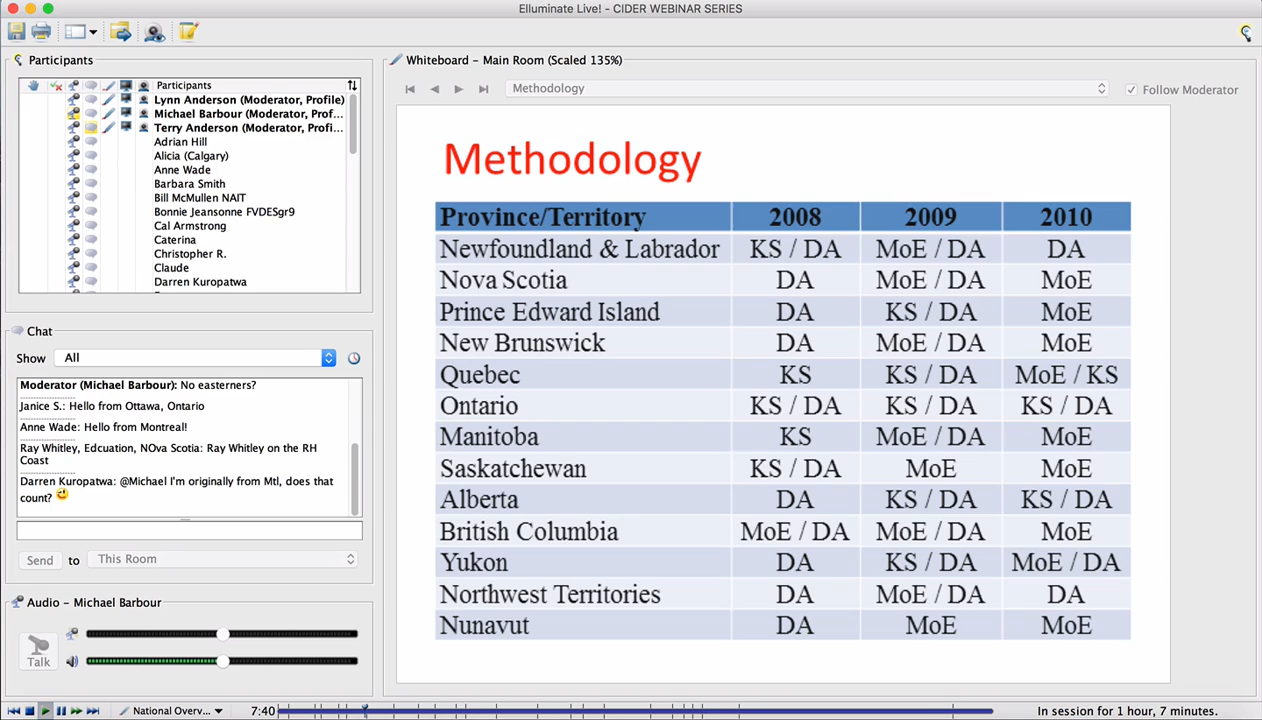 Elluminate Live! - CIDER WEBINAR SERIES
Participants
Participants
Lynn Anderson (Moderator, Profile)
Michael Barbour (Moderator, Prof...
Terry Anderson (Moderator, Profi...
Adrian Hill
Alicia (Calgary)
Anne Wade
Barbara Smith
Bill McMullen NAIT
Bonnie Jeansonne FVDESgr9
Cal Armstrong
Caterina
Christopher R.
Claude
Darren Kuropatwa
Chat
Show All
Moderator (Michael Barbour): No easterners?
Janice S.: Hello from Ottawa, Ontario
Anne Wade: Hello from Montreal!
Ray Whitley, Edcuation, NOva Scotia: Ray Whitley on the RH
Coast
Darren Kuropatwa: @Michael I'm originally from Mtl, does that
count?
Send to This Room
Audio - Michael Barbour
Talk
Whiteboard - Main Room (Scaled 135%)
Methodology Follow Moderator
Methodology
Province/Territory 2008 2009 2010
Newfoundland & Labrador KS / DA MoE / DA DA
Nova Scotia DA MoE / DA MoE
Prince Edward Island DA KS / DA MoE
New Brunswick DA MoE / DA MoE
Quebec KS KS / DA MoE / KS
Ontario KS / DA KS / DA KS / DA
Manitoba KS MoE / DA MoE
Saskatchewan KS / DA MoE MoE
Alberta DA KS / DA KS / DA
British Columbia MoE / DA MoE / DA MoE
Yukon DA KS / DA MoE / DA
Northwest Territories DA MoE / DA DA
Nunavut DA MoE MoE
National Overv... 7:40 In session for 1 hour, 7 minutes.